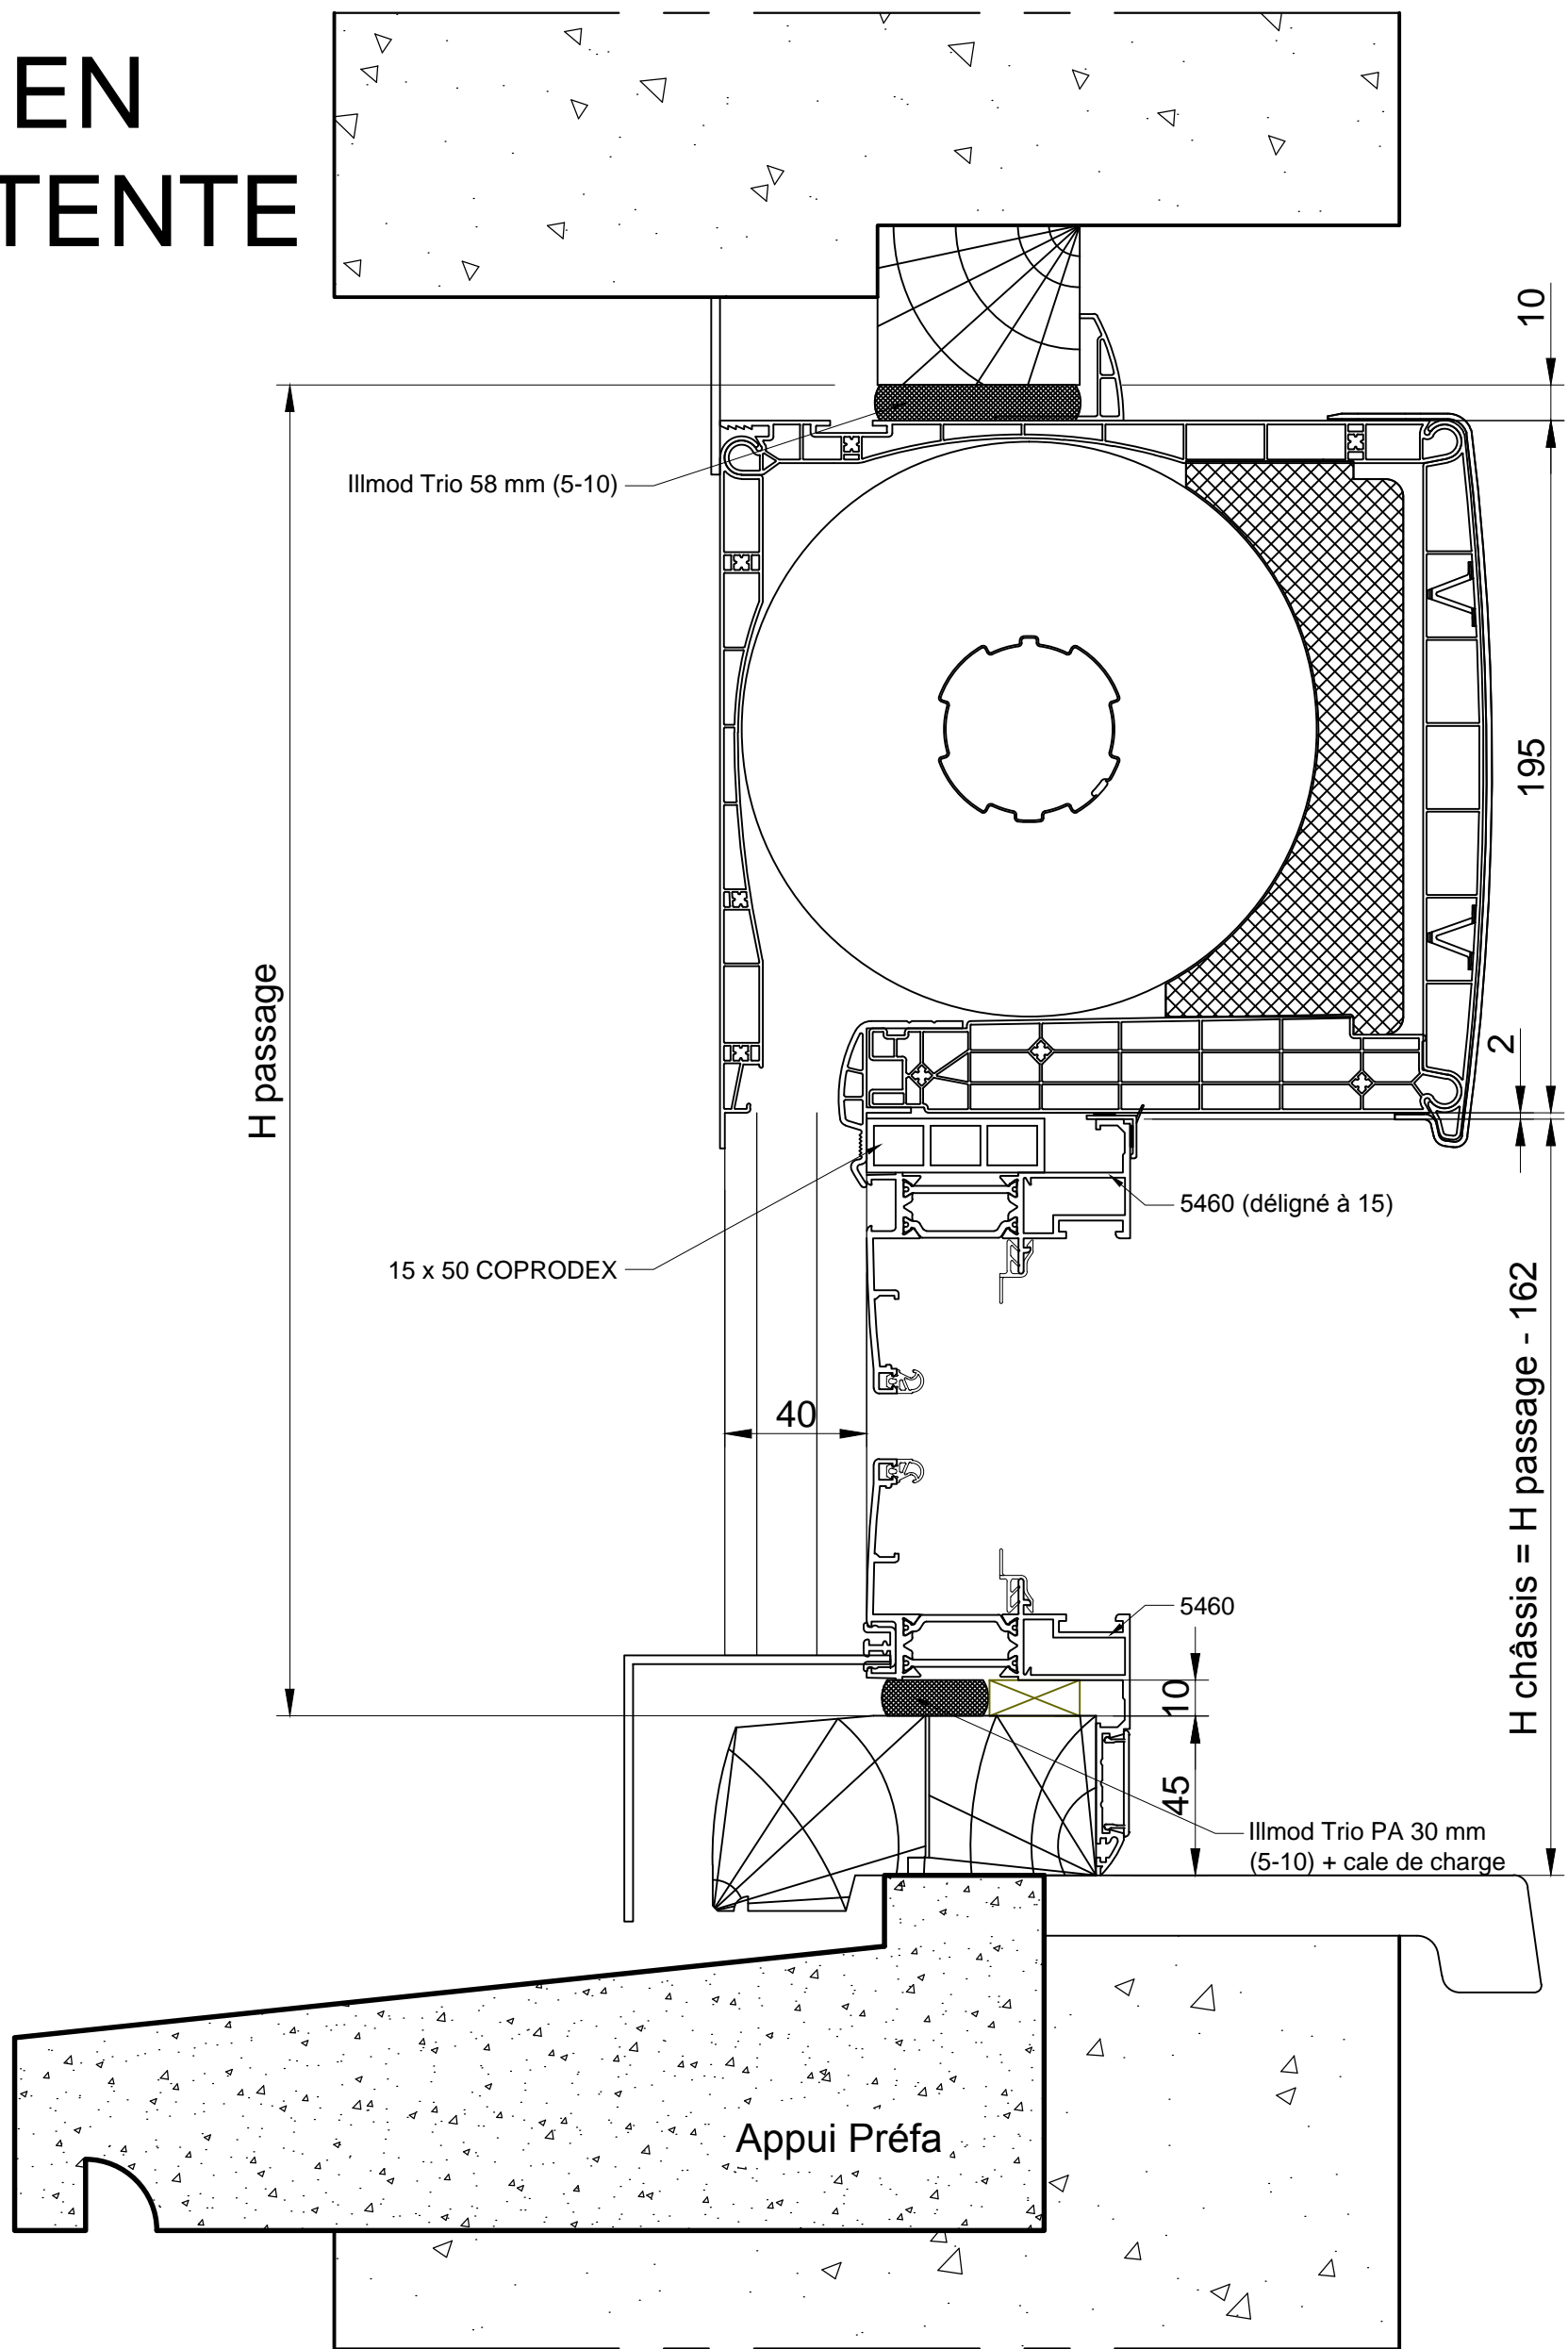 EN
TENTE
10
Illmod Trio 58 mm (5-10)
195
H passage
2
5460 (déligné à 15)
15 x 50 COPRODEX
40
H châssis = H passage - 162
5460
10
45
Illmod Trio PA 30 mm
(5-10) + cale de charge
Appui Préfa